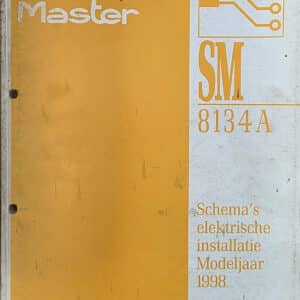 Master
SM
8134A
Schema's
elektrische
installatie
Modeljaar
1998